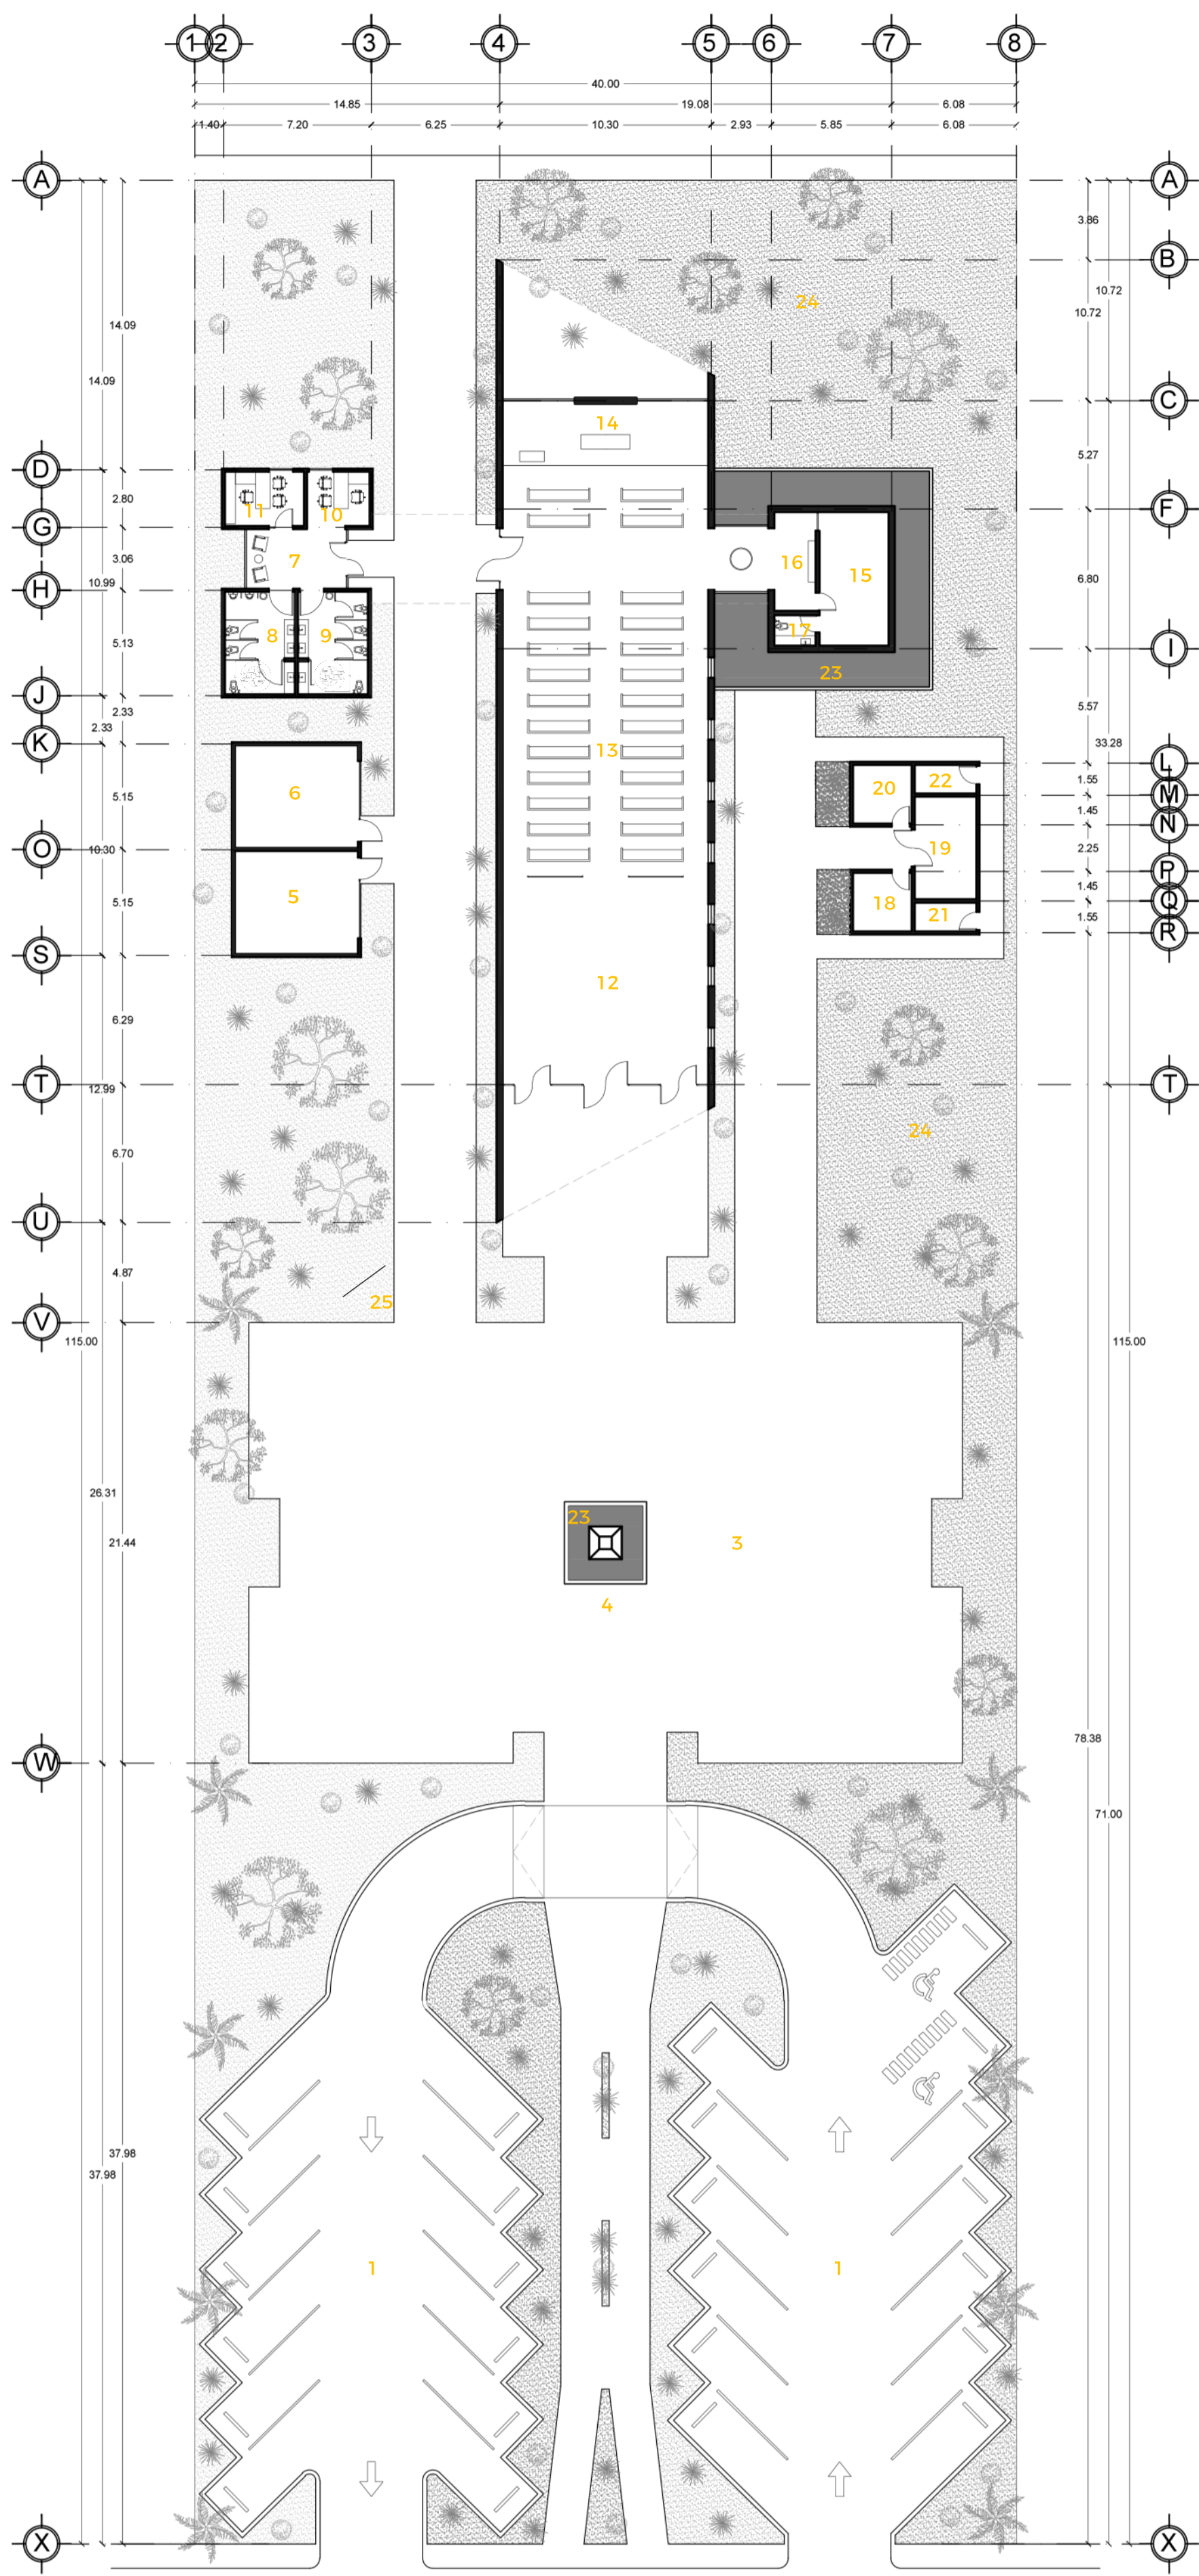 1 2 3 4 5 6 7 8
40.00
14.85 19.08 6.08
1.40 7.20 6.25 10.30 2.93 5.85 6.08
A A
3.86
B
10.72
24
10.72
14.09
14.09
C
14
5.27
D
2.80
11 10
F
G
3.06
7
16 15
6.80
10.99
H
5.13
8 9
17
I
23
J
2.33
2.33
5.57
K
33.28
13
L
20 22
1.55
6
5.15
M
1.45
N
O
10.30
19
2.25
P
5.15
5
18
1.45
Q
21
1.55
R
S
12
6.29
T T
12.99
24
6.70
U
4.87
25
V
115.00 115.00
26.31
23
21.44
3
4
W
78.38
71.00
37.98
37.98
1 1
X X